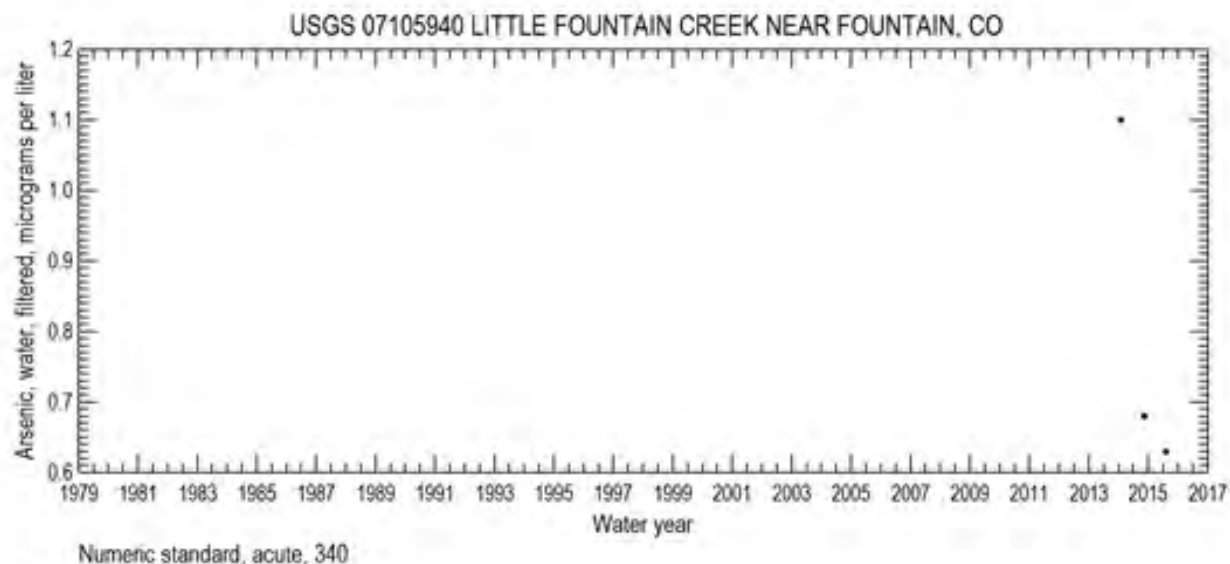 USGS 07105940 LITTLE FOUNTAIN CREEK NEAR FOUNTAIN, CO
Arsenic, water, filtered, micrograms per liter
1.2
1.1
1.0
0.9
0.8
0.7
0.6
1979 1981 1983 1985 1987 1989 1991 1993 1995 1997 1999 2001 2003 2005 2007 2009 2011 2013 2015 2017
Water year
Numeric standard, acute, 340